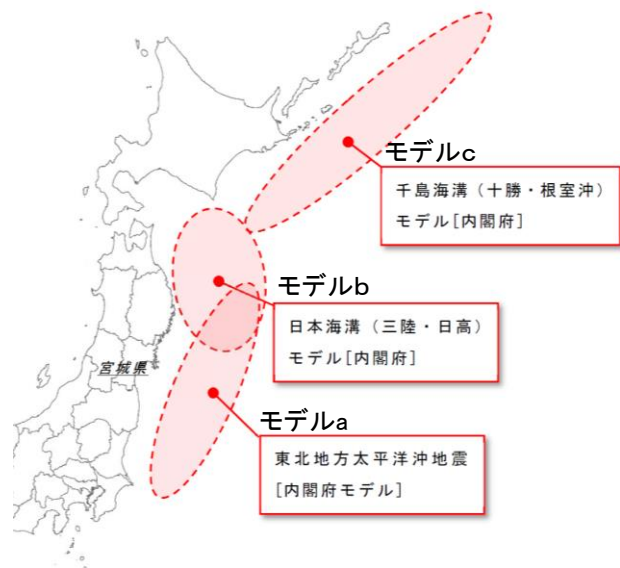 モデルc
千島海溝（十勝・根室沖）
モデル[内閣府]
モデルb
日本海溝（三陸・日高）
モデル[内閣府]
宮城県
モデルa
東北地方太平洋沖地震
[内閣府モデル]